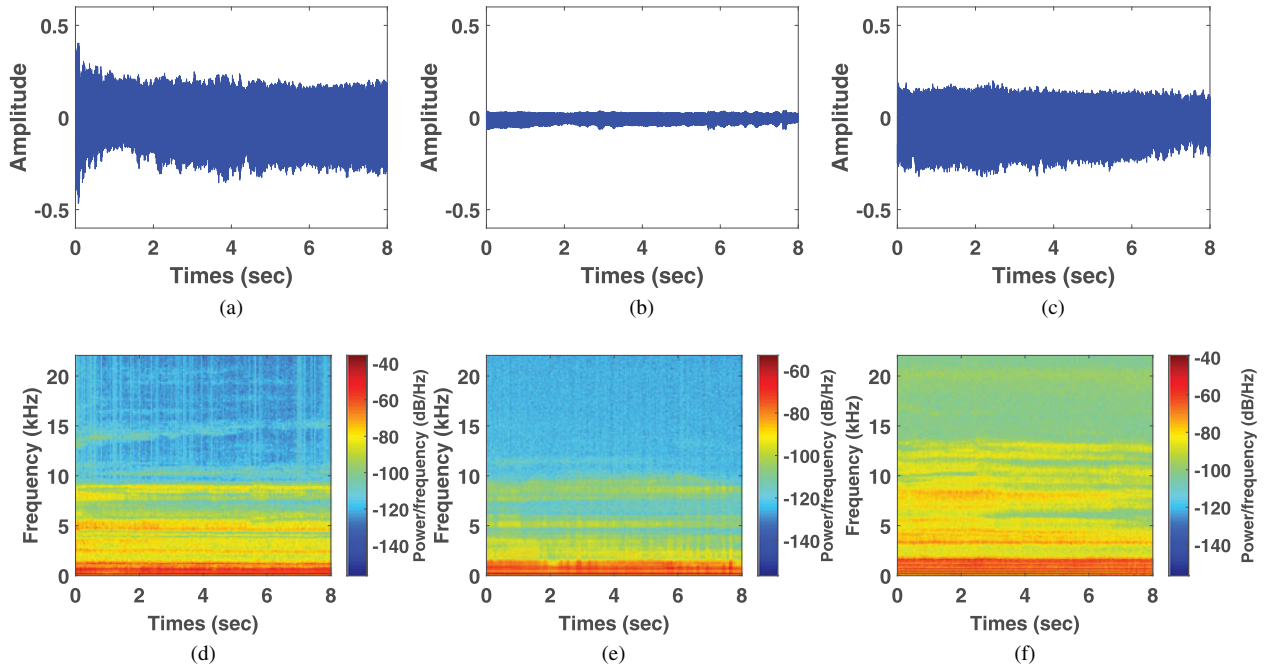 0.5
0
-0.5
Amplitude
0 2 4 6 8
Times (sec)
(a)
0.5
0
-0.5
Amplitude
0 2 4 6 8
Times (sec)
(b)
0.5
0
-0.5
Amplitude
0 2 4 6 8
Times (sec)
(c)
20
15
10
5
0
Frequency (kHz)
0 2 4 6 8
Times (sec)
-40
-60
-80
-100
-120
-140
Power/frequency (dB/Hz)
(d)
20
15
10
5
0
Frequency (kHz)
0 2 4 6 8
Times (sec)
-60
-80
-100
-120
-140
Power/frequency (dB/Hz)
(e)
20
15
10
5
0
Frequency (kHz)
0 2 4 6 8
Times (sec)
-40
-60
-80
-100
-120
-140
Power/frequency (dB/Hz)
(f)